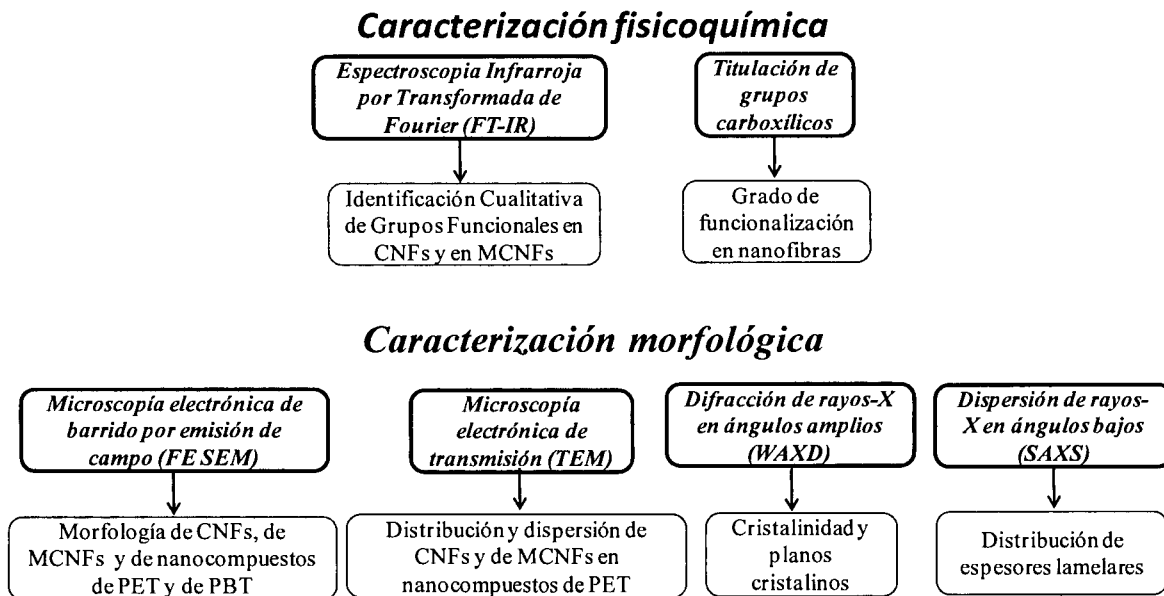 Caracterización fisicoquímica
Espectroscopia Infrarroja
por Transformada de
Fourier (FT-IR)
Titulación de
grupos
carboxílicos
Identificación Cualitativa
de Grupos Funcionales en
CNFs y en MCNFs
Grado de
funcionalización
en nanofibras
Caracterización morfológica
Microscopía electrónica de
barrido por emisión de
campo (FE SEM)
Microscopía
electrónica de
transmisión (TEM)
Difracción de rayos-X
en ángulos amplios
(WAXD)
Dispersión de rayos-
X en ángulos bajos
(SAXS)
Morfología de CNFs, de
MCNFs y de nanocompuestos
de PET y de PBT
Distribución y dispersión de
CNFs y de MCNFs en
nanocompuestos de PET
Cristalinidad y
planos
cristalinos
Distribución de
espesores lamelares